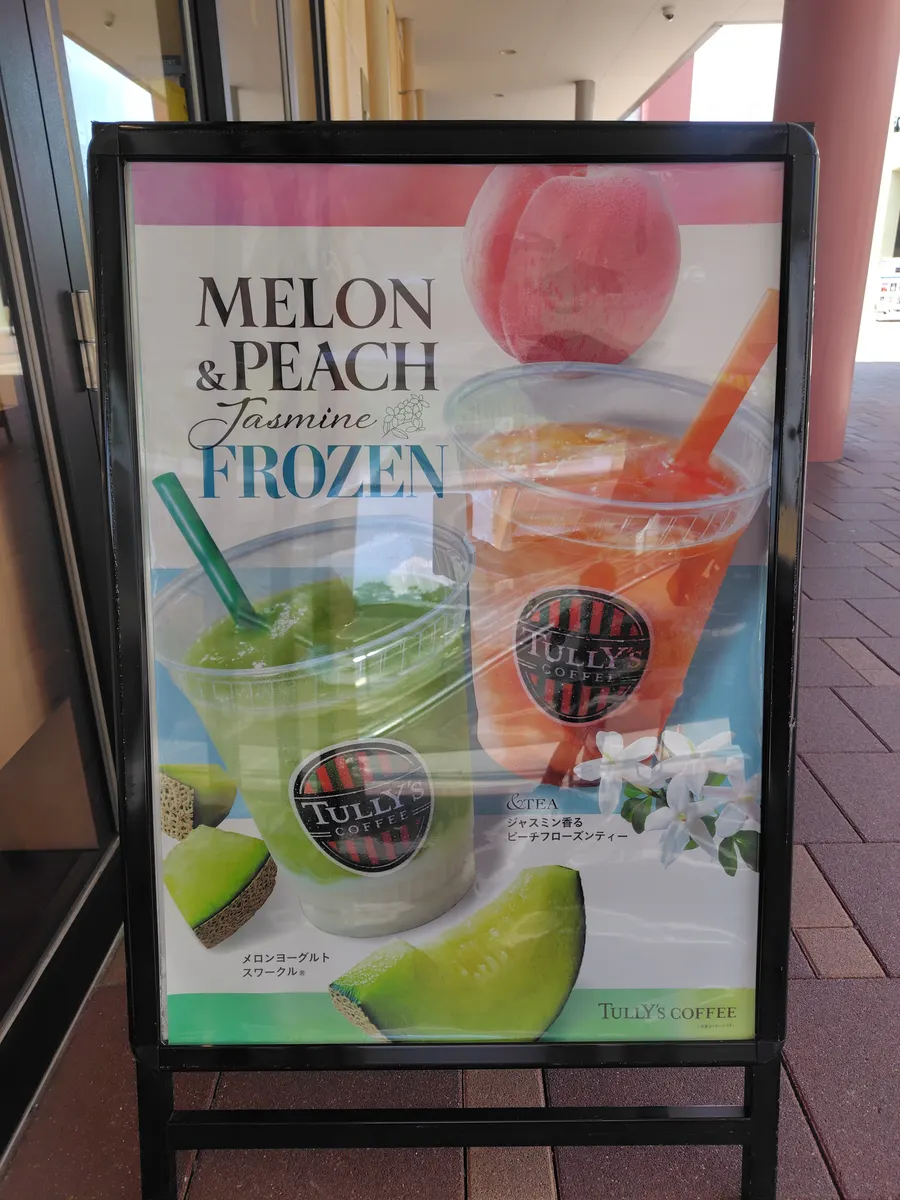 MELON
&PEACH
Jasmine
FROZEN
TULLY'S
COFFEE
TULLY'S
COFFEE
&TEA
ジャスミン香る
ピーチフローズンティー
メロンヨーグルト
スワークル®
TULLY'S COFFEE